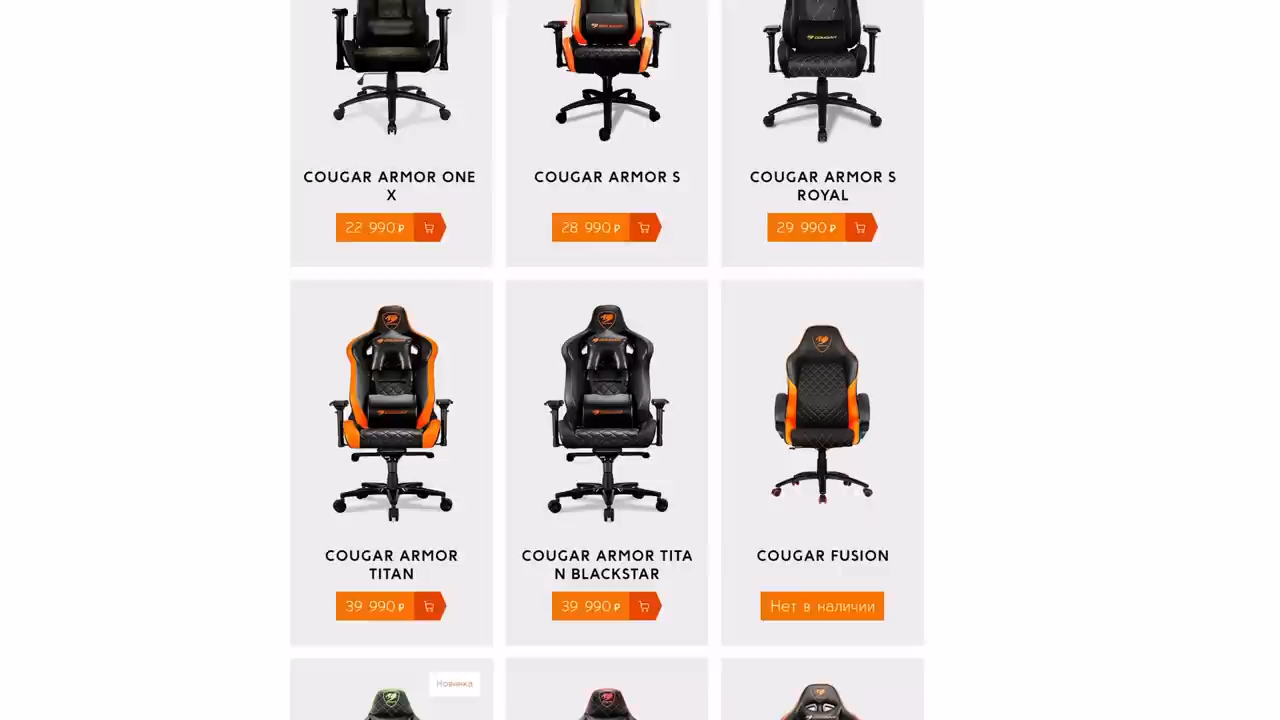 COUGAR
COUGAR ARMOR ONE
X
COUGAR ARMOR S
COUGAR ARMOR S
ROYAL
22 990 ₽
28 990 ₽
29 990 ₽
COUGAR ARMOR
TITAN
COUGAR ARMOR TITA
N BLACKSTAR
COUGAR FUSION
39 990 ₽
39 990 ₽
Нет в наличии
Новинка